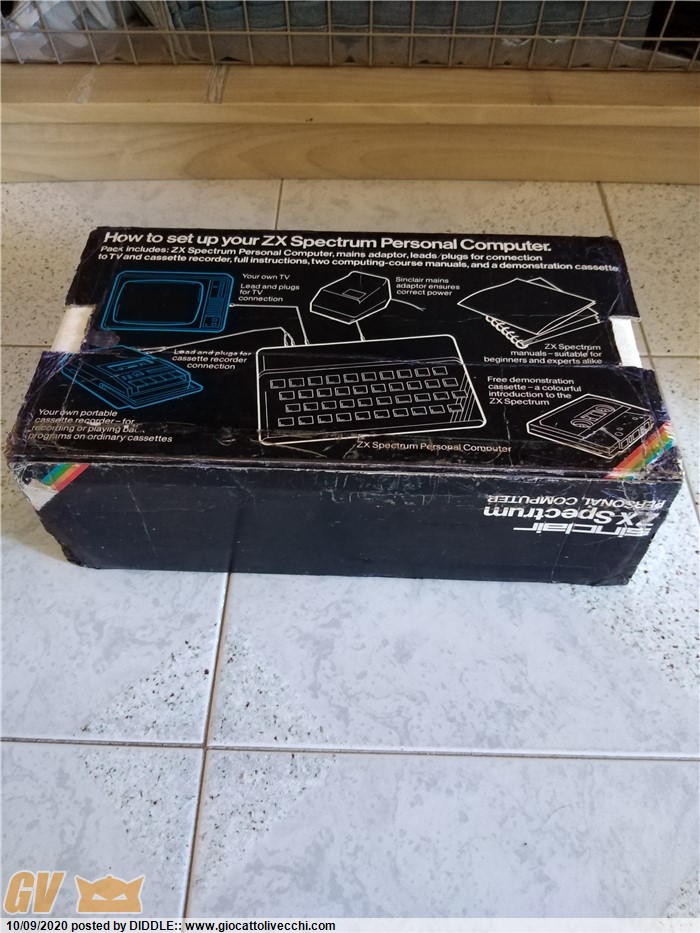 How to set up your ZX Spectrum Personal Computer.
Pack includes: ZX Spectrum Personal Computer, mains adaptor, leads/plugs for connection
to TV and cassette recorder, full instructions, two computing-course manuals, and a demonstration cassette
Your own TV
Lead and plugs
for TV
connection
Sinclair mains
adaptor ensures
correct power
Lead and plugs for
cassette recorder
connection
ZX Spectrum
manuals – suitable for
beginners and experts alike
Free demonstration
cassette – a colourful
introduction to the
ZX Spectrum
Your own portable
cassette recorder – for
recording or playing
programs on ordinary cassettes
ZX Spectrum Personal Computer
sinclair
ZX Spectrum
PERSONAL COMPUTER
GV
10/09/2020 posted by DIDDLE:: www.giocattolivecchi.com